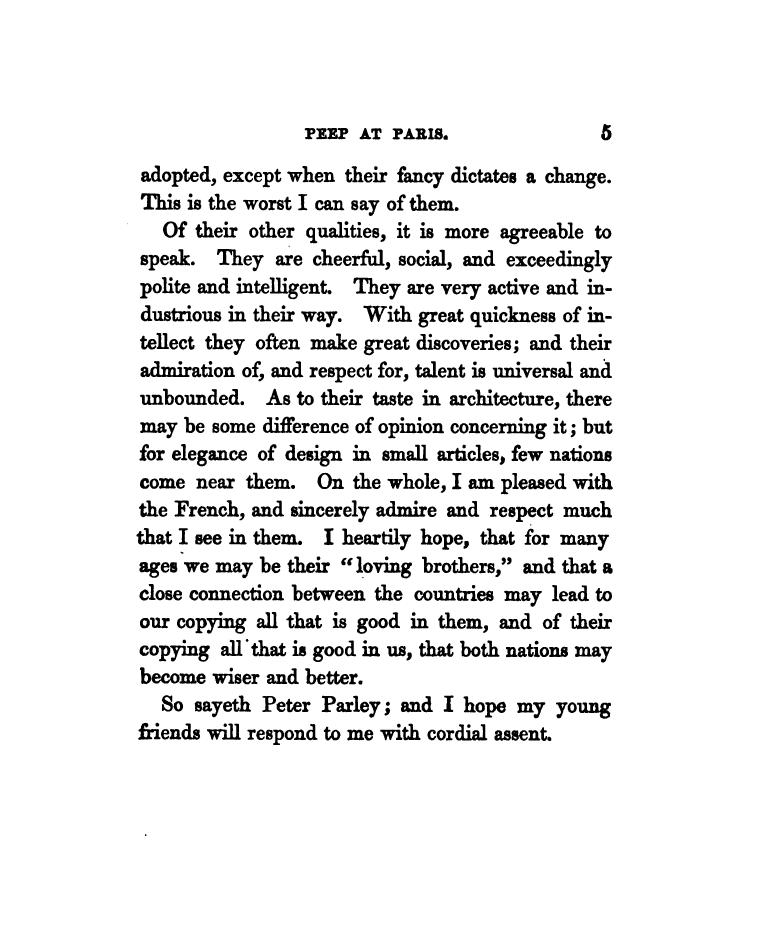 PEEP AT PARIS. 5
adopted, except when their fancy dictates a change.
This is the worst I can say of them.
Of their other qualities, it is more agreeable to
speak. They are cheerful, social, and exceedingly
polite and intelligent. They are very active and in-
dustrious in their way. With great quickness of in-
tellect they often make great discoveries; and their
admiration of, and respect for, talent is universal and
unbounded. As to their taste in architecture, there
may be some difference of opinion concerning it; but
for elegance of design in small articles, few nations
come near them. On the whole, I am pleased with
the French, and sincerely admire and respect much
that I see in them. I heartily hope, that for many
ages we may be their “loving brothers,” and that a
close connection between the countries may lead to
our copying all that is good in them, and of their
copying all that is good in us, that both nations may
become wiser and better.
So sayeth Peter Parley; and I hope my young
friends will respond to me with cordial assent.